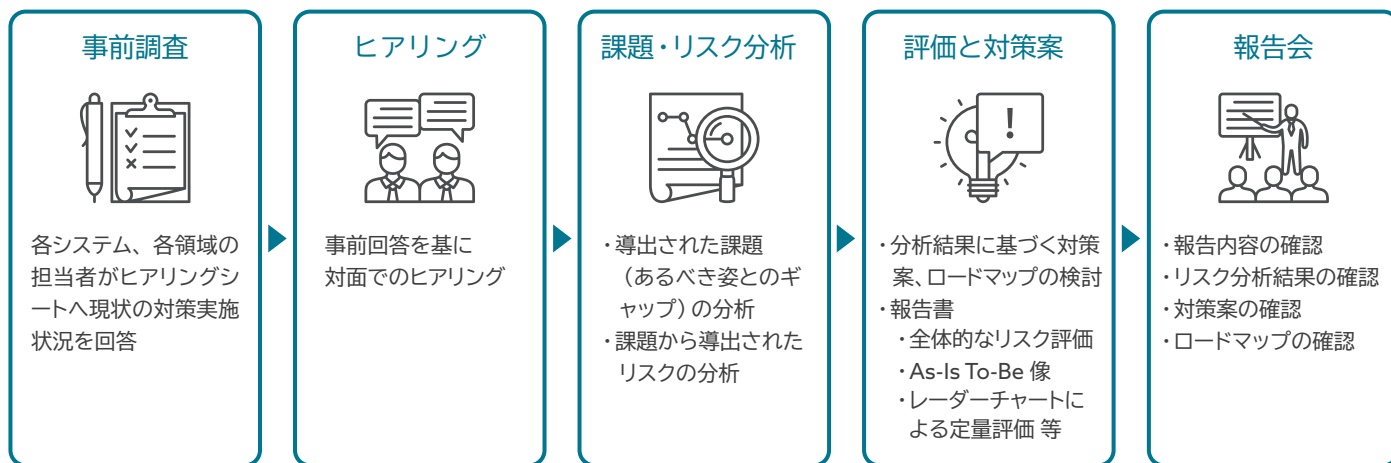 事前調査
各システム、各領域の
担当者がヒアリングシ
ートへ現状の対策実施
状況を回答
ヒアリング
事前回答を基に
対面でのヒアリング
課題・リスク分析
・導出された課題
（あるべき姿とのギ
ャップ）の分析
・課題から導出された
リスクの分析
評価と対策案
!
・分析結果に基づく対策
案、ロードマップの検討
・報告書
・全体的なリスク評価
・As-Is To-Be 像
・レーダーチャートに
よる定量評価 等
報告会
・報告内容の確認
・リスク分析結果の確認
・対策案の確認
・ロードマップの確認